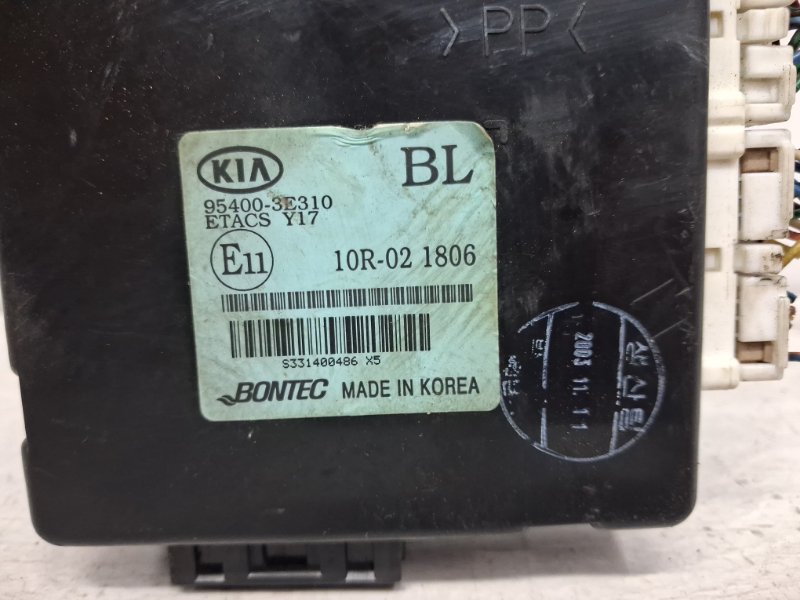 >PP<
KIA
BL
95400-3E310
ETACS Y17
E11
10R-02 1806
S331400486 X5
BONTEC MADE IN KOREA
2003 11. 11